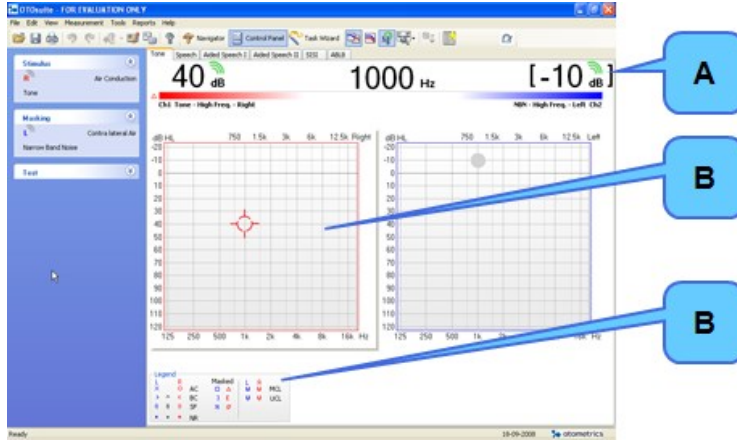 OTOsuite - FOR EVALUATION ONLY
File Edit View Measurement Tools Reports Help
Navigator Control Panel Task Wizard
Tone Speech Aided Speech I Aided Speech II SISI ABLB
Stimulus
R Air Conduction
Tone
Masking
L Contra lateral Air
Narrow Band Noise
Test
40 dB 1000 Hz [-10 dB]
Ch1 Tone - High Freq. - Right NBN - High Freq. - Left Ch2
A
dB HL 750 1.5k 3k 6k 12.5k Right
-20
-10
0
10
20
30
40
50
60
70
80
90
100
110
120
125 250 500 1k 2k 4k 8k 16k Hz
dB HL 750 1.5k 3k 6k 12.5k Left
-20
-10
0
10
20
30
40
50
60
70
80
90
100
110
120
125 250 500 1k 16k Hz
B
B
Legend
L R Masked L R
AC MCL
BC UCL
SF
NR
Ready 18-09-2008 otometrics